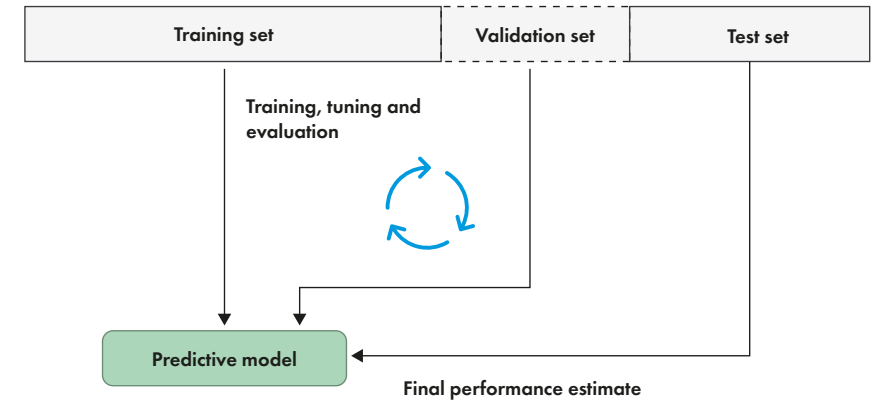 Training set
Validation set
Test set
Training, tuning and
evaluation
Predictive model
Final performance estimate